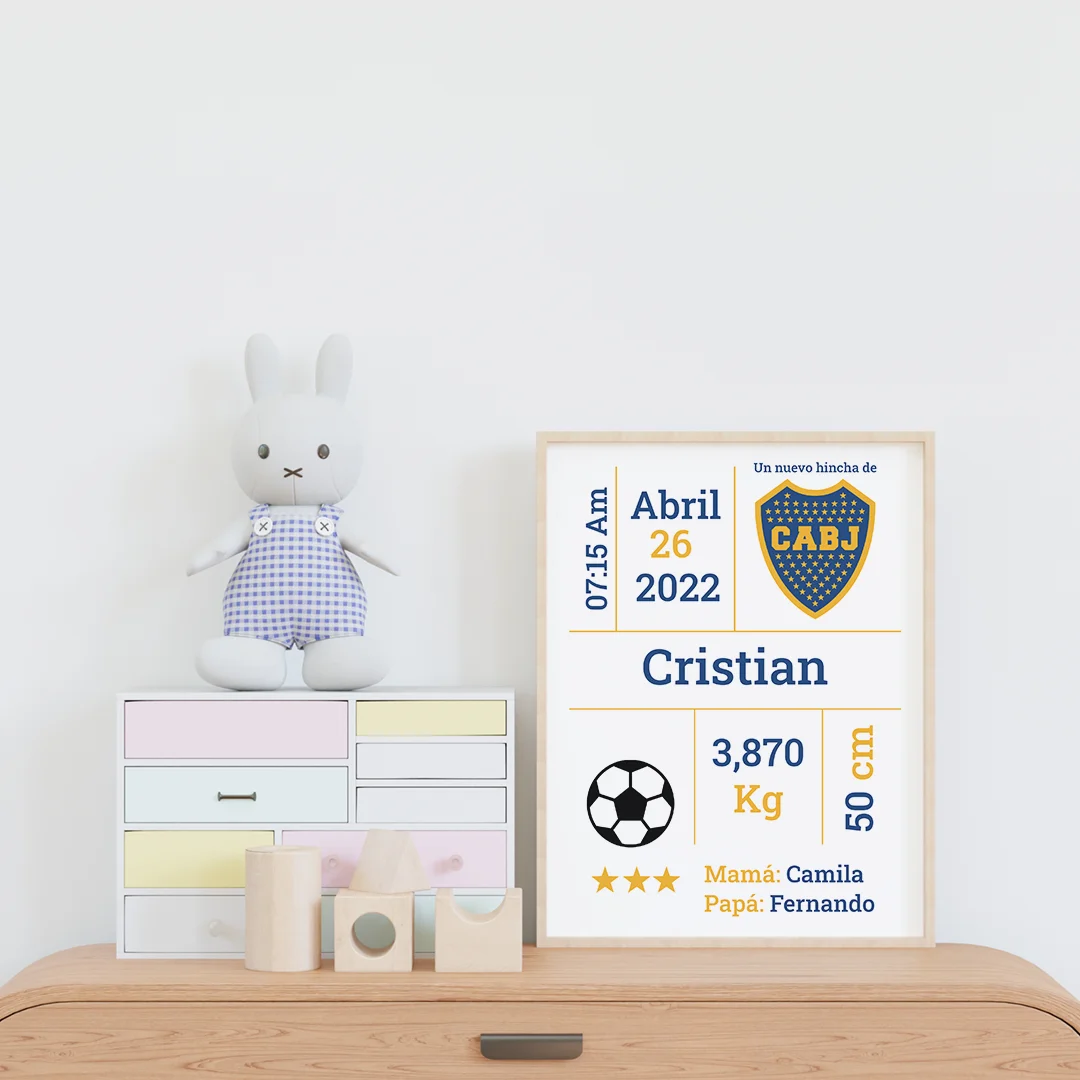 07:15 Am
Abril
26
2022
Un nuevo hincha de
CABJ
Cristian
3,870
Kg
50 cm
Mamá: Camila
Papá: Fernando